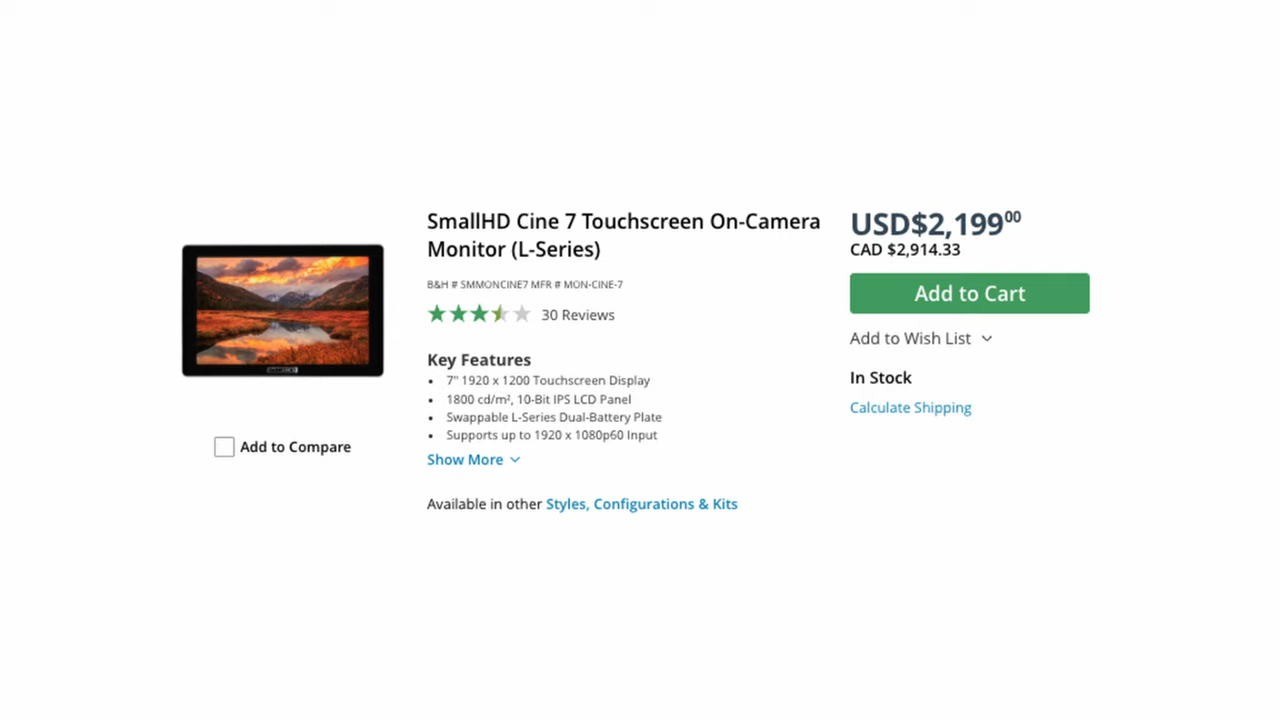 SmallHD Cine 7 Touchscreen On-Camera
Monitor (L-Series)
B&H # SMMONCINE7 MFR # MON-CINE-7
30 Reviews
Key Features
• 7" 1920 x 1200 Touchscreen Display
• 1800 cd/m², 10-Bit IPS LCD Panel
• Swappable L-Series Dual-Battery Plate
• Supports up to 1920 x 1080p60 Input
Show More
Available in other Styles, Configurations & Kits
Add to Compare
USD$2,199⁰⁰
CAD $2,914.33
Add to Cart
Add to Wish List
In Stock
Calculate Shipping